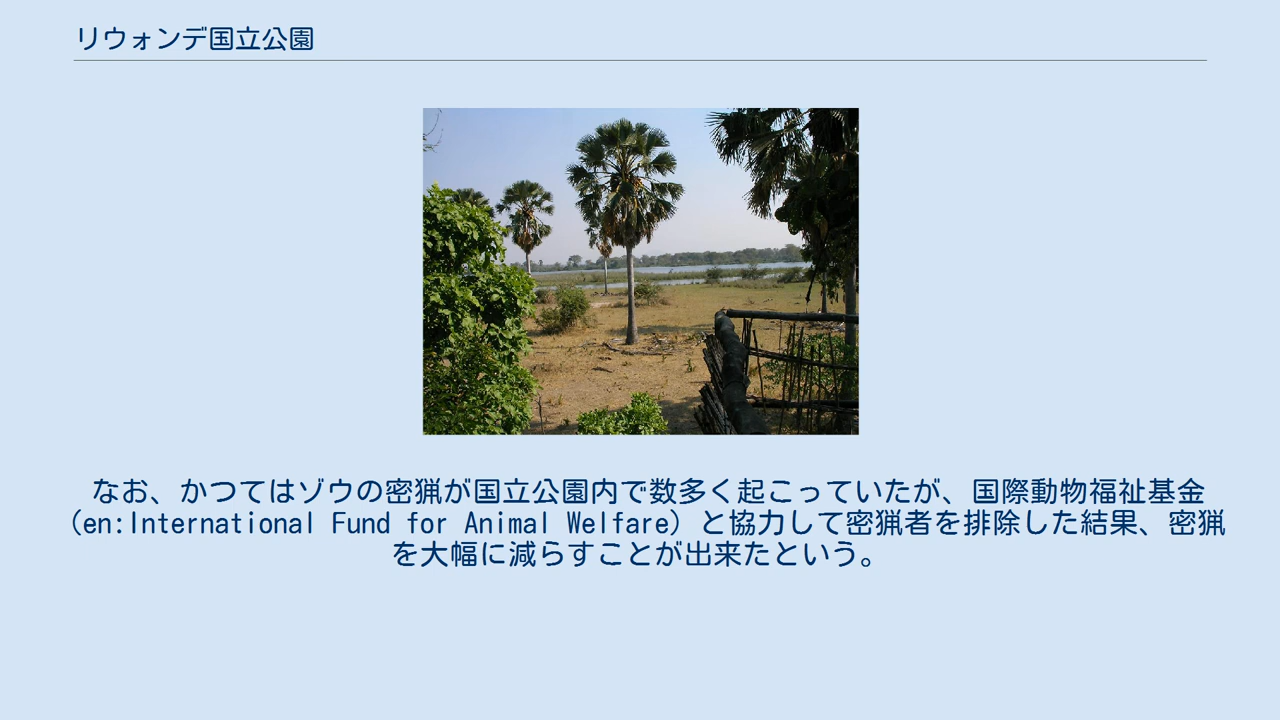 リウォンデ国立公園
なお、かつてはゾウの密猟が国立公園内で数多く起こっていたが、国際動物福祉基金
（en:International Fund for Animal Welfare）と協力して密猟者を排除した結果、密猟
を大幅に減らすことが出来たという。